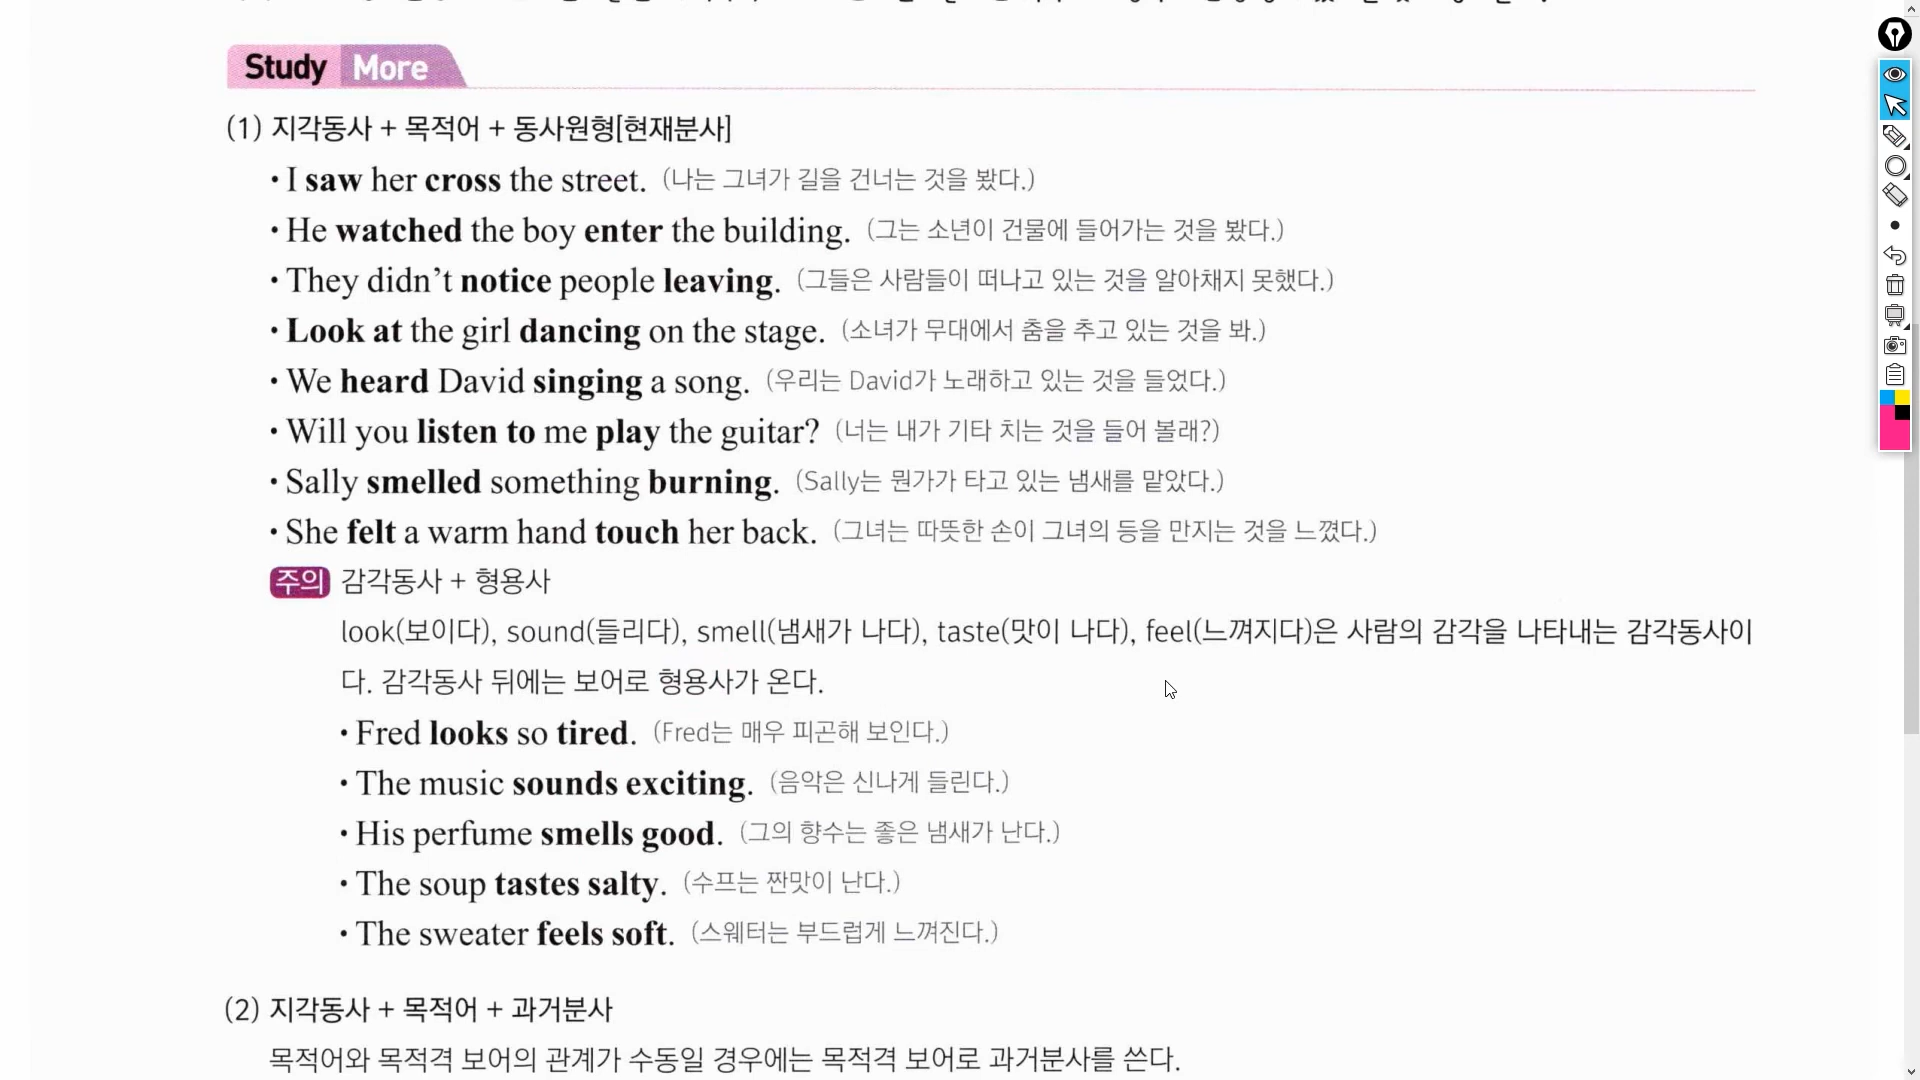 Study More
(1) 지각동사 + 목적어 + 동사원형[현재분사]
• I saw her cross the street. (나는 그녀가 길을 건너는 것을 봤다.)
• He watched the boy enter the building. (그는 소년이 건물에 들어가는 것을 봤다.)
• They didn’t notice people leaving. (그들은 사람들이 떠나고 있는 것을 알아채지 못했다.)
• Look at the girl dancing on the stage. (소녀가 무대에서 춤을 추고 있는 것을 봐.)
• We heard David singing a song. (우리는 David가 노래하고 있는 것을 들었다.)
• Will you listen to me play the guitar? (너는 내가 기타 치는 것을 들어 볼래?)
• Sally smelled something burning. (Sally는 뭔가가 타고 있는 냄새를 맡았다.)
• She felt a warm hand touch her back. (그녀는 따뜻한 손이 그녀의 등을 만지는 것을 느꼈다.)
주의 감각동사 + 형용사
look(보이다), sound(들리다), smell(냄새가 나다), taste(맛이 나다), feel(느껴지다)은 사람의 감각을 나타내는 감각동사이
다. 감각동사 뒤에는 보어로 형용사가 온다.
• Fred looks so tired. (Fred는 매우 피곤해 보인다.)
• The music sounds exciting. (음악은 신나게 들린다.)
• His perfume smells good. (그의 향수는 좋은 냄새가 난다.)
• The soup tastes salty. (수프는 짠맛이 난다.)
• The sweater feels soft. (스웨터는 부드럽게 느껴진다.)
(2) 지각동사 + 목적어 + 과거분사
목적어와 목적격 보어의 관계가 수동일 경우에는 목적격 보어로 과거분사를 쓴다.